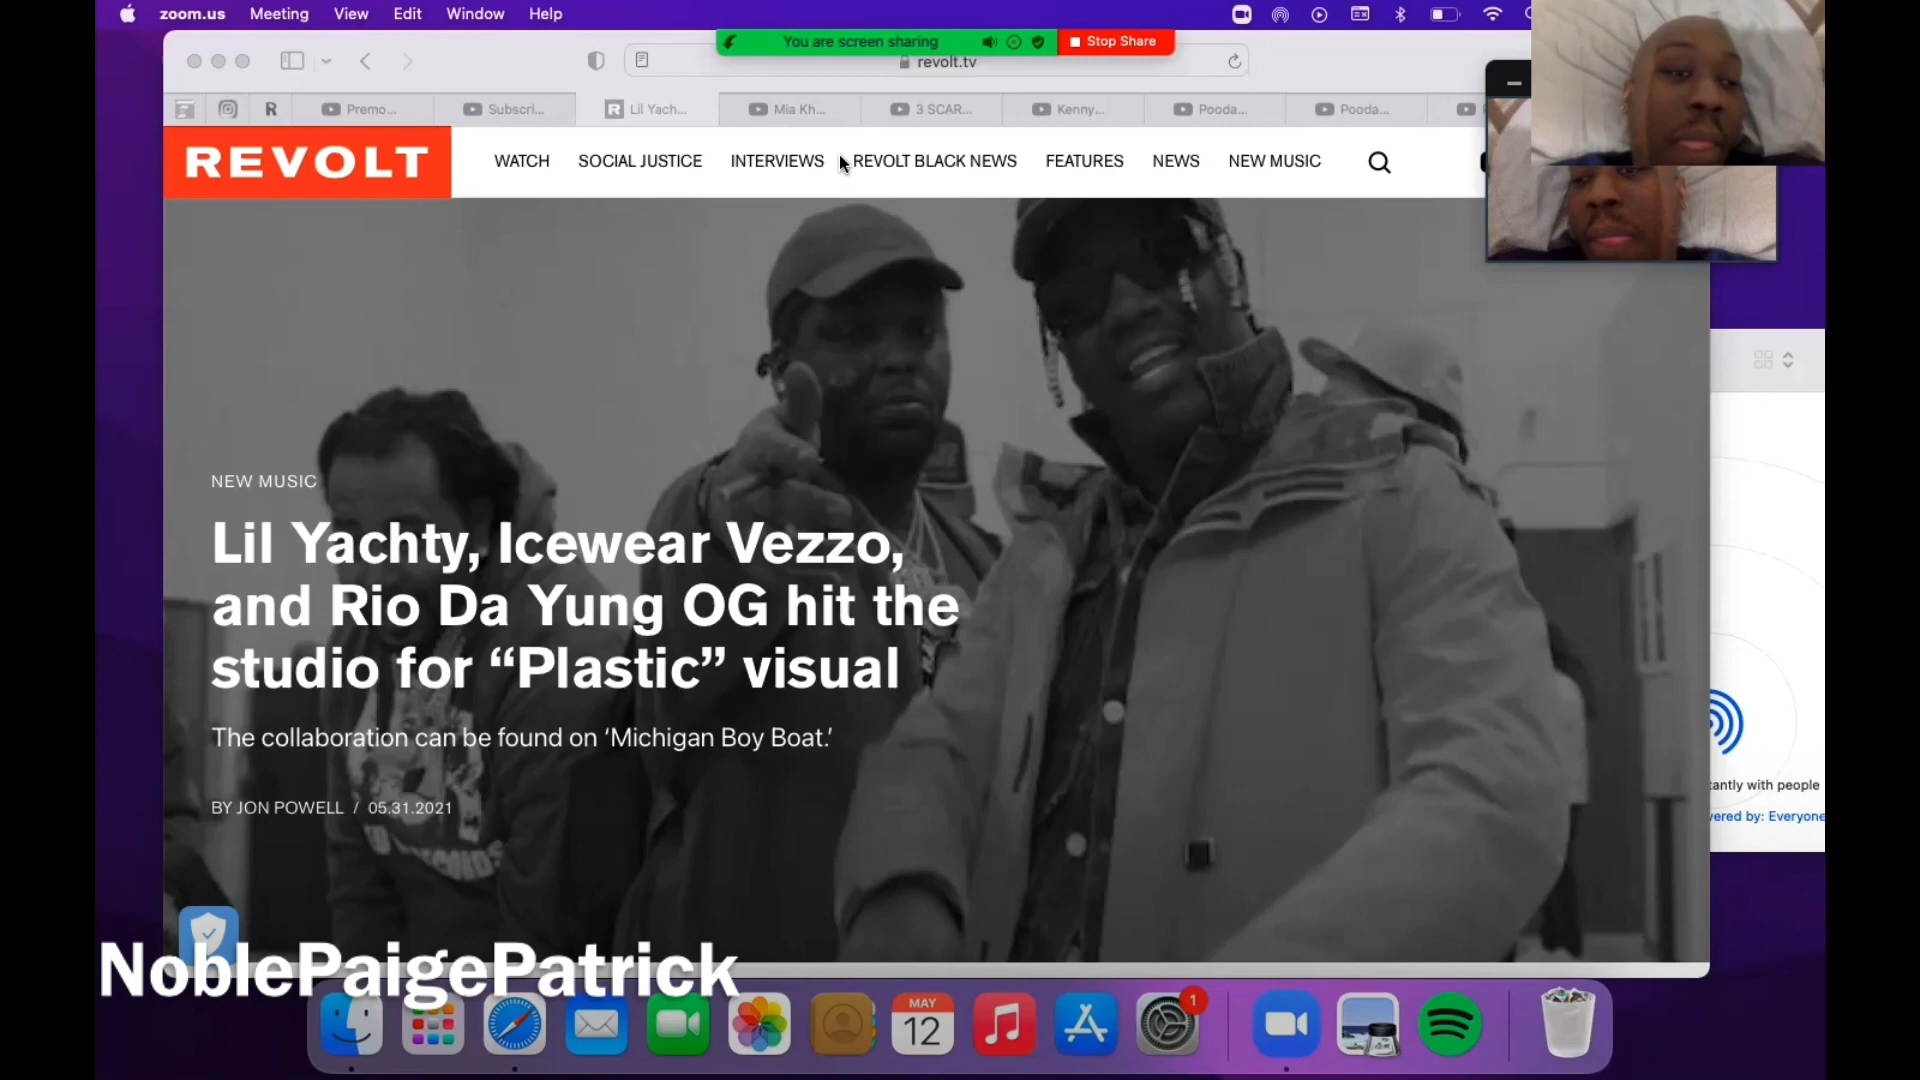 zoom.us Meeting View Edit Window Help
You are screen sharing Stop Share
revolt.tv
R Premo... Subscri... R Lil Yach... Mia Kh... 3 SCAR... Kenny... Pooda... Pooda...
REVOLT WATCH SOCIAL JUSTICE INTERVIEWS REVOLT BLACK NEWS FEATURES NEWS NEW MUSIC
NEW MUSIC
Lil Yachty, Icewear Vezzo,
and Rio Da Yung OG hit the
studio for “Plastic” visual
The collaboration can be found on ‘Michigan Boy Boat.’
BY JON POWELL / 05.31.2021
tantly with people
vered by: Everyone
NoblePaigePatrick
MAY
12
1